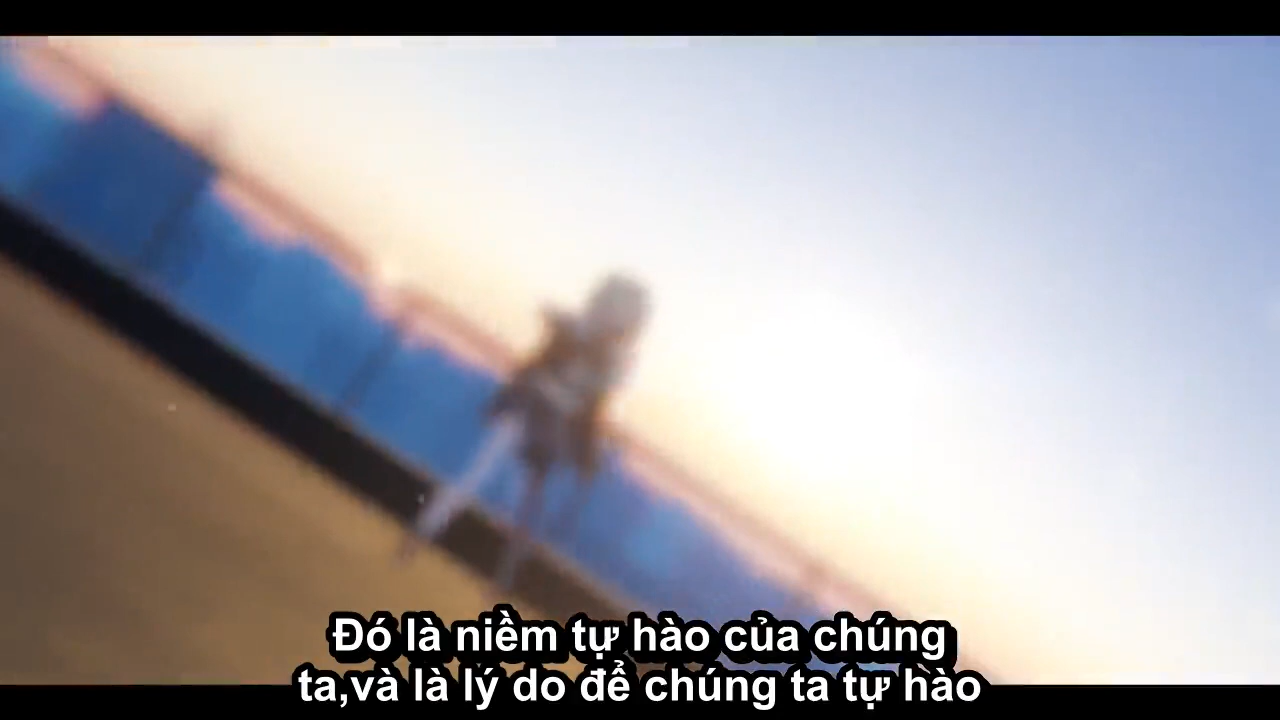 Đó là niềm tự hào của chúng
ta,và là lý do để chúng ta tự hào